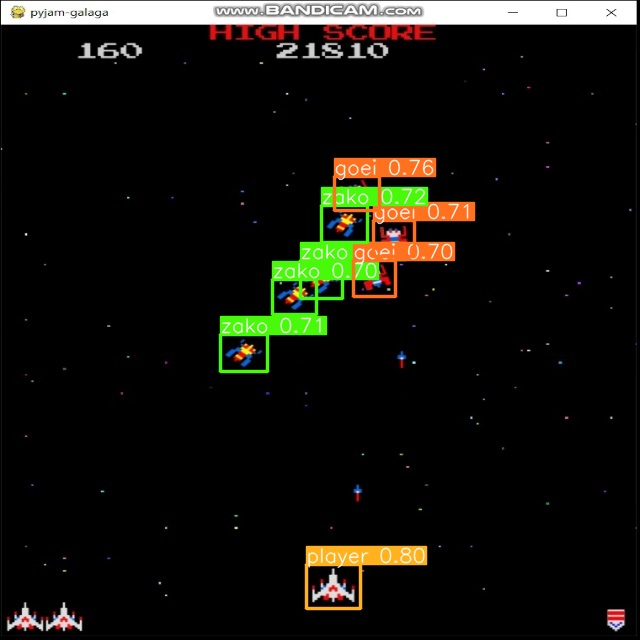 pyjam-galaga
www.BANDICAM.com
HIGH SCORE
160
21810
goei 0.76
zako 0.72
goei 0.71
zako
goei 0.70
zako 0.70
zako 0.71
player 0.80